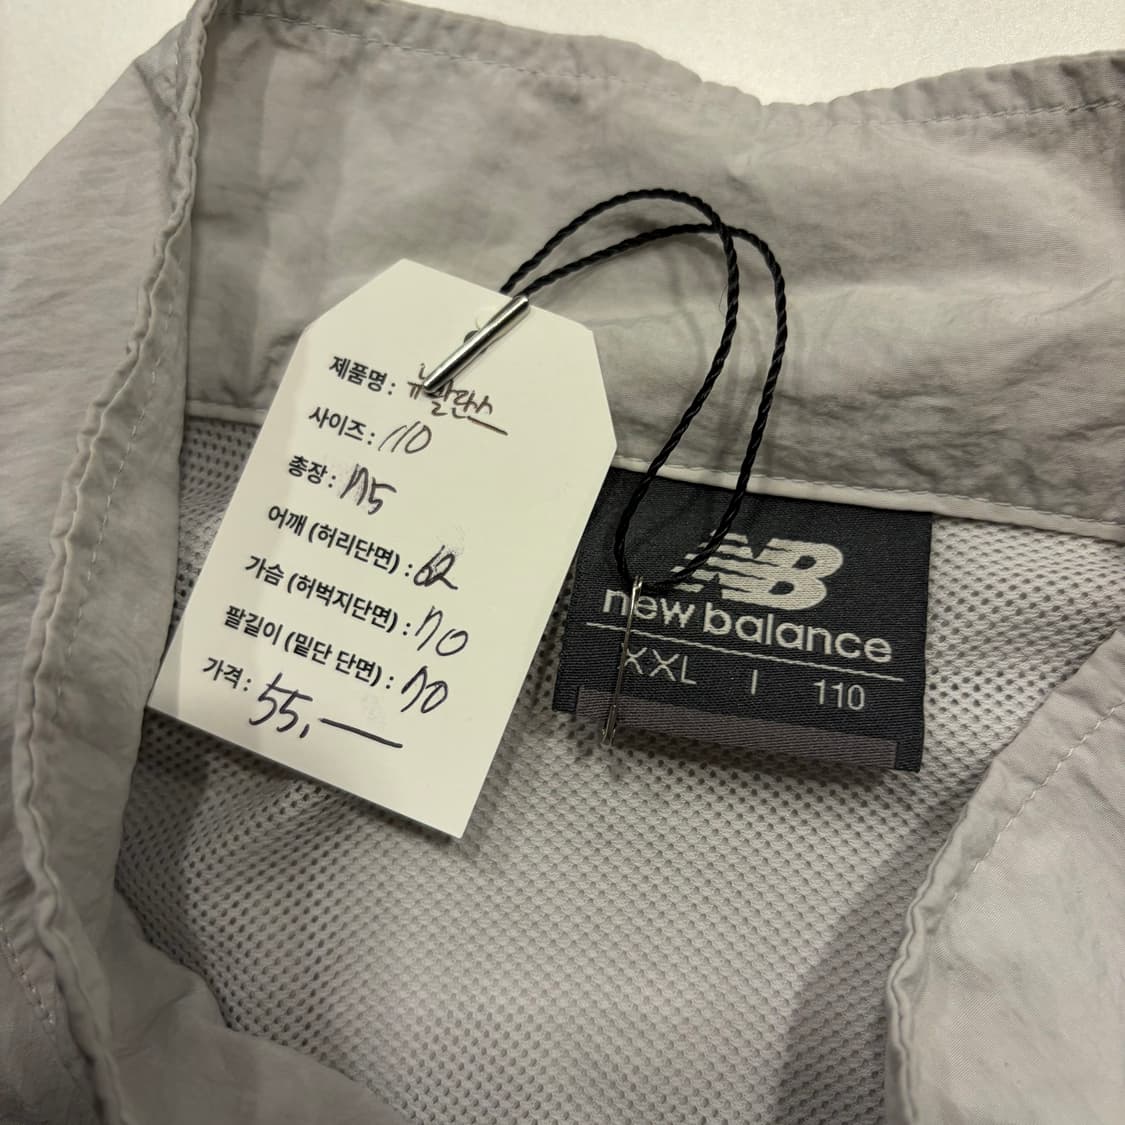 제품명: 뉴발란스
사이즈: 110
총장: 75
어깨 (허리단면) : 62
가슴 (허벅지단면) : 70
팔길이 (밑단 단면) : 70
가격: 55,—
NB
new balance
XXL | 110